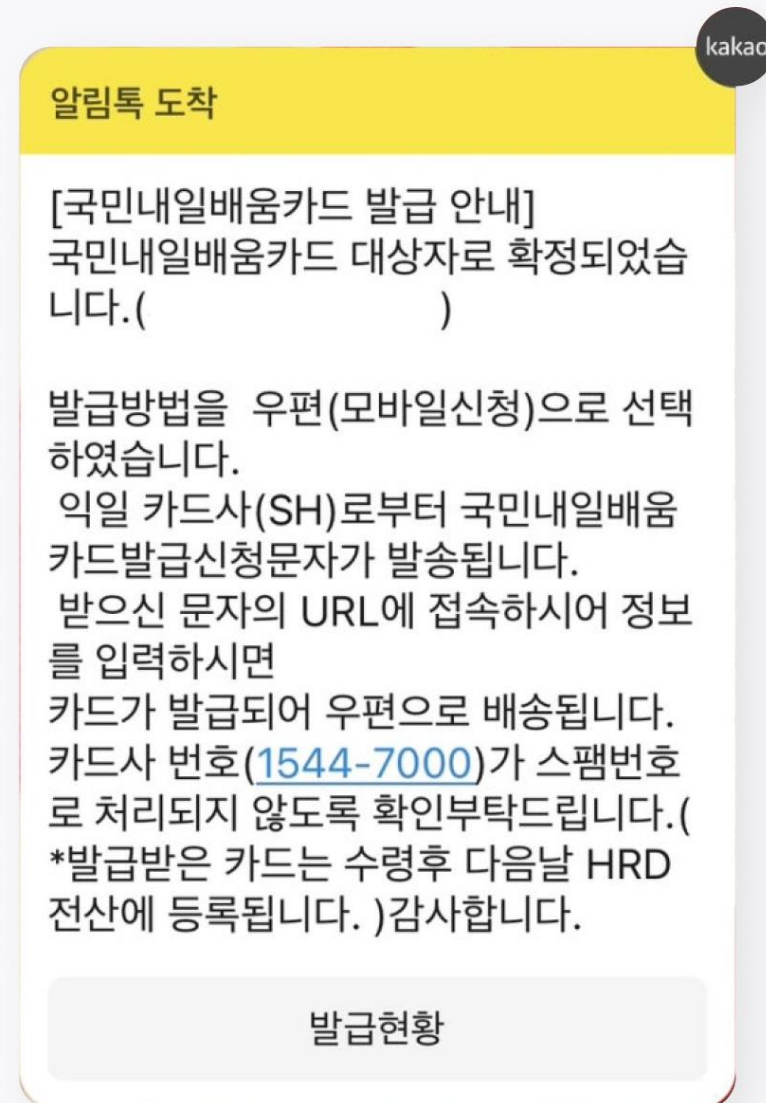 kakao
알림톡 도착
[국민내일배움카드 발급 안내]
국민내일배움카드 대상자로 확정되었습
니다.( )
발급방법을  우편(모바일신청)으로 선택
하였습니다.
익일 카드사(SH)로부터 국민내일배움
카드발급신청문자가 발송됩니다.
받으신 문자의 URL에 접속하시어 정보
를 입력하시면
카드가 발급되어 우편으로 배송됩니다.
카드사 번호(1544-7000)가 스팸번호
로 처리되지 않도록 확인부탁드립니다.(
*발급받은 카드는 수령후 다음날 HRD
전산에 등록됩니다. )감사합니다.
발급현황